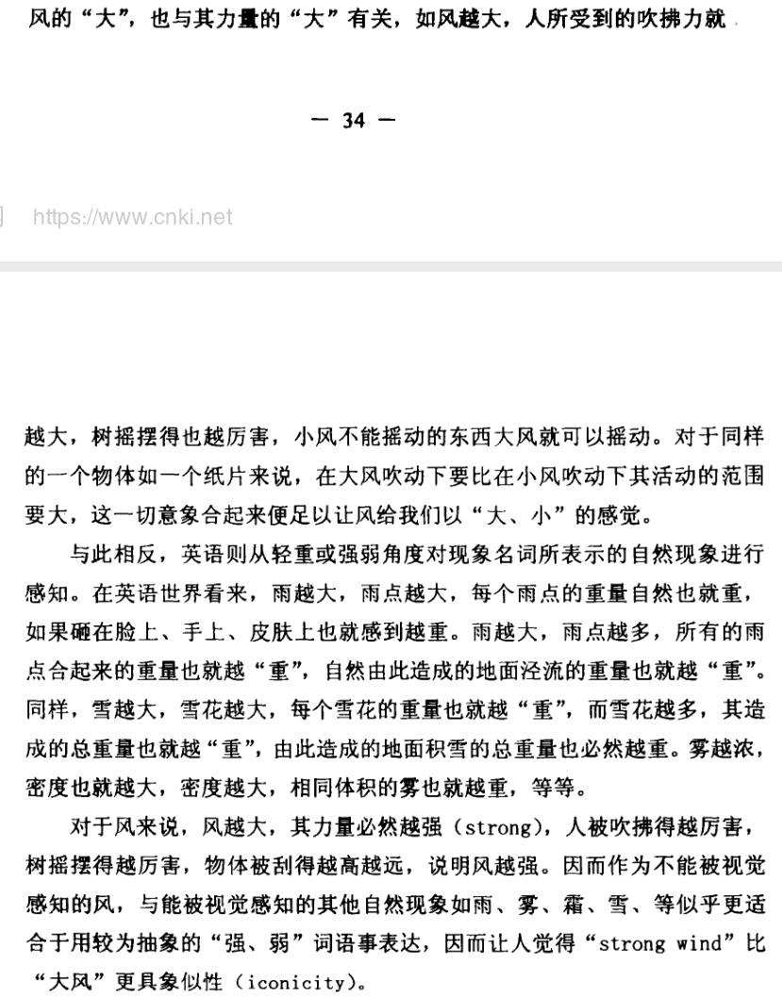 风的“大”，也与其力量的“大”有关，如风越大，人所受到的吹拂力就
— 34 —
https://www.cnki.net
越大，树摇摆得也越厉害，小风不能摇动的东西大风就可以摇动。对于同样
的一个物体如一个纸片来说，在大风吹动下要比在小风吹动下其活动的范围
要大，这一切意象合起来便足以让风给我们以“大、小”的感觉。
与此相反，英语则从轻重或强弱角度对现象名词所表示的自然现象进行
感知。在英语世界看来，雨越大，雨点越大，每个雨点的重量自然也就重，
如果砸在脸上、手上、皮肤上也就感到越重。雨越大，雨点越多，所有的雨
点合起来的重量也就越“重”，自然由此造成的地面泾流的重量也就越“重”。
同样，雪越大，雪花越大，每个雪花的重量也就越“重”，而雪花越多，其造
成的总重量也就越“重”，由此造成的地面积雪的总重量也必然越重。雾越浓，
密度也就越大，密度越大，相同体积的雾也就越重，等等。
对于风来说，风越大，其力量必然越强（strong），人被吹拂得越厉害，
树摇摆得越厉害，物体被刮得越高越远，说明风越强。因而作为不能被视觉
感知的风，与能被视觉感知的其他自然现象如雨、雾、霜、雪、等似乎更适
合于用较为抽象的“强、弱”词语事表达，因而让人觉得“strong wind”比
“大风”更具象似性（iconicity）。